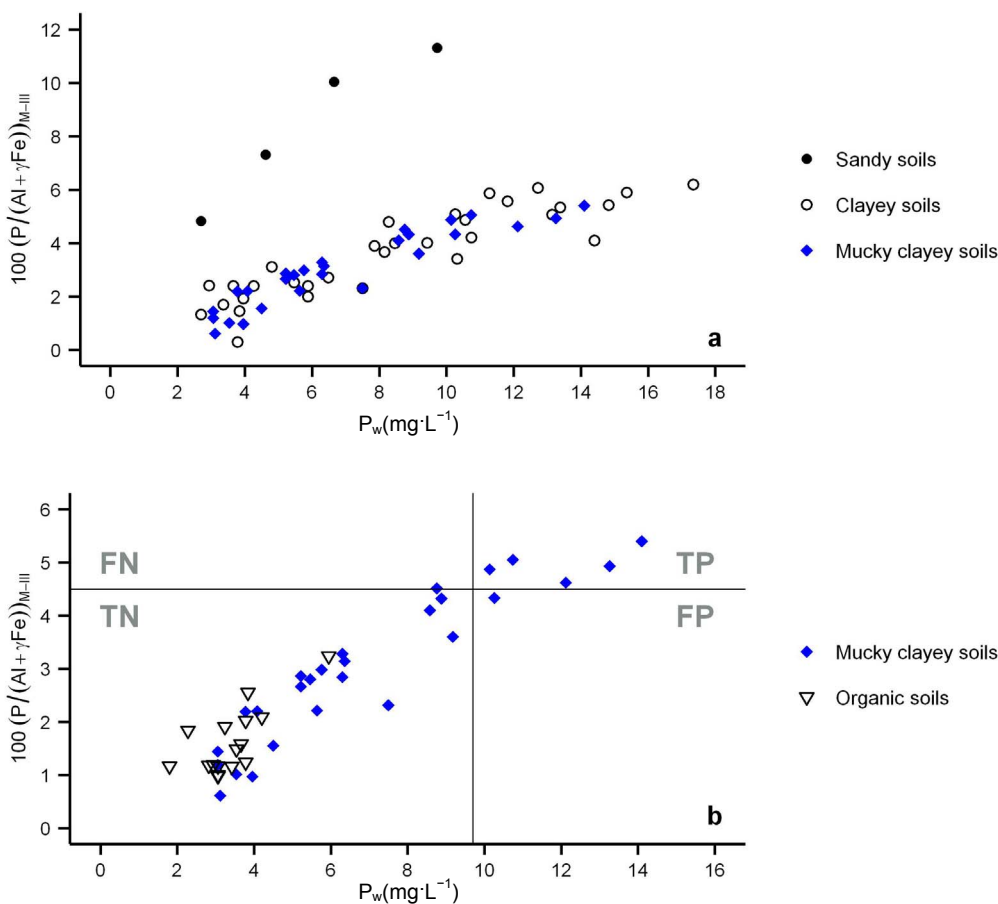 12
10
8
6
4
2
0
100 (P/(Al + γFe))M–III
0 2 4 6 8 10 12 14 16 18
Pw(mg·L−1)
a
Sandy soils
Clayey soils
Mucky clayey soils
6
5
4
3
2
1
0
100 (P/(Al + γFe))M–III
FN
TP
TN
FP
b
0 2 4 6 8 10 12 14 16
Pw(mg·L−1)
Mucky clayey soils
Organic soils